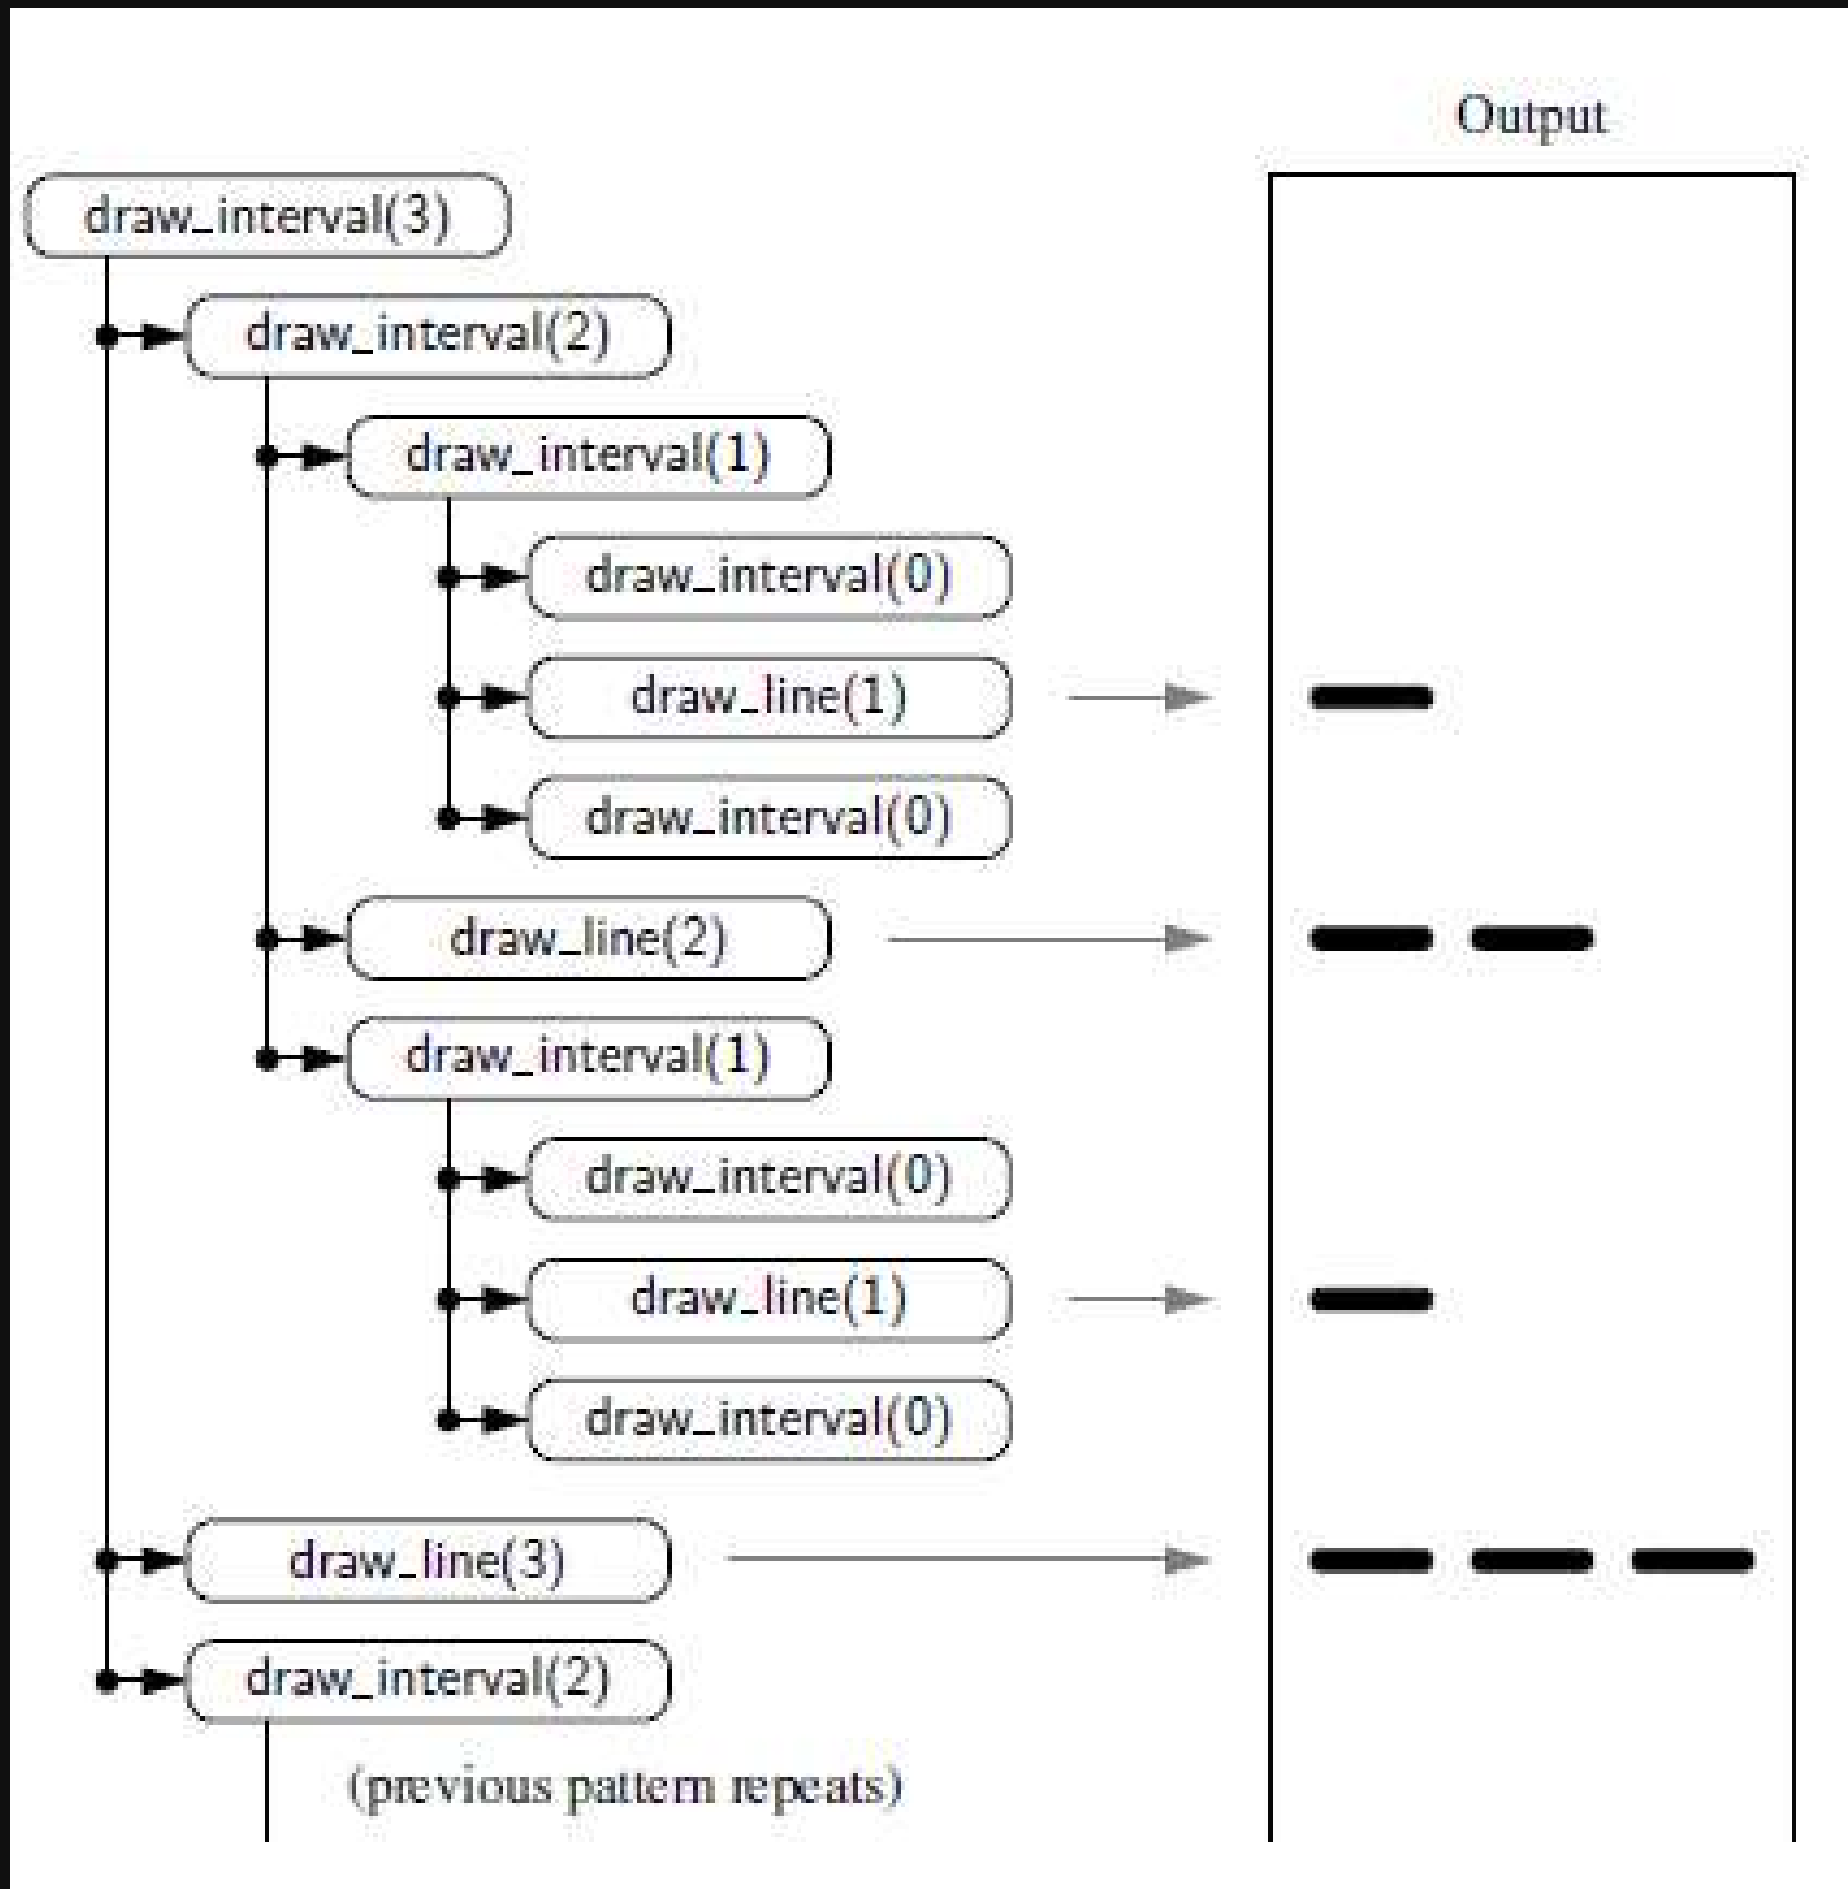 Output
draw_interval(3)
draw_interval(2)
draw_interval(1)
draw_interval(0)
draw_line(1)
draw_interval(0)
draw_line(2)
draw_interval(1)
draw_interval(0)
draw_line(1)
draw_interval(0)
draw_line(3)
draw_interval(2)
(previous pattern repeats)